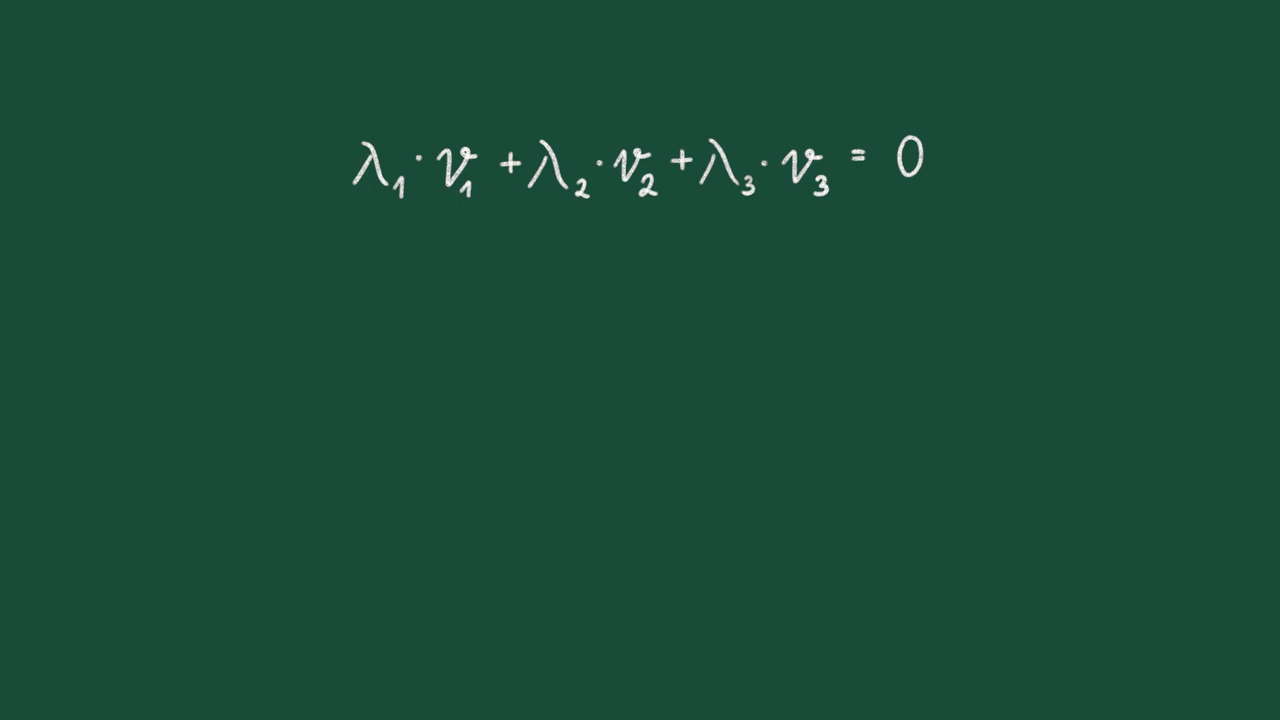 λ₁ · v₁ + λ₂ · v₂ + λ₃ · v₃ = 0